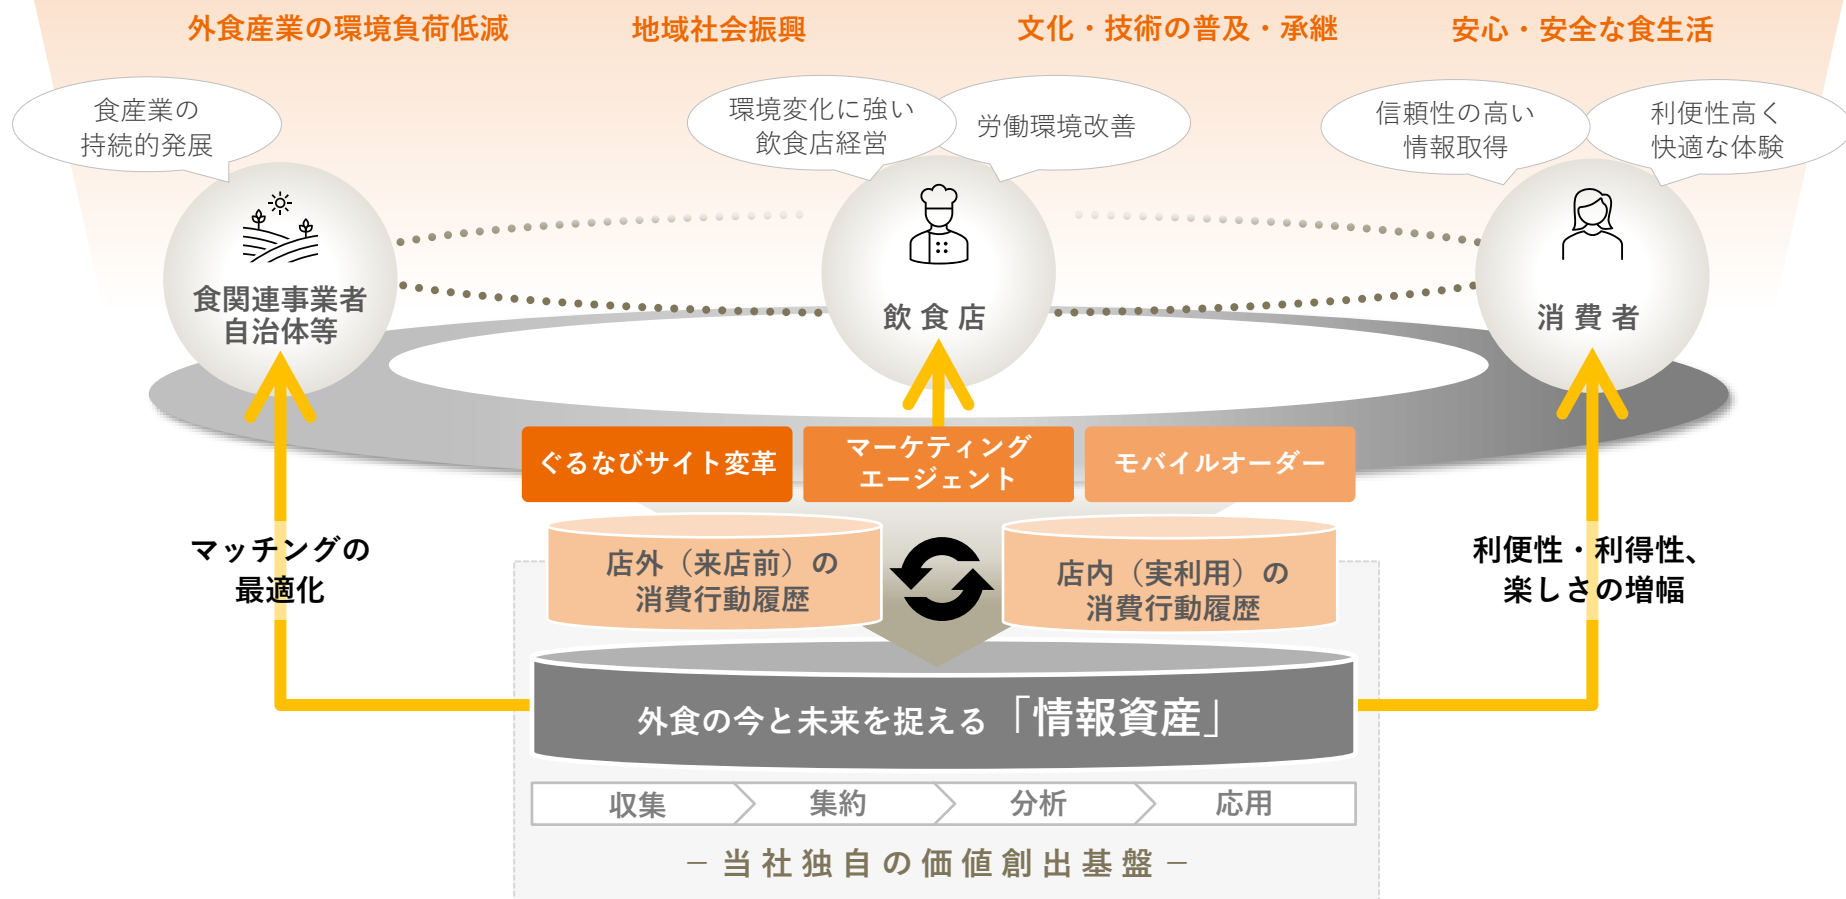 外食産業の環境負荷低減
地域社会振興
文化・技術の普及・承継
安心・安全な食生活
食産業の
持続的発展
環境変化に強い
飲食店経営
労働環境改善
信頼性の高い
情報取得
利便性高く
快適な体験
食関連事業者
自治体等
飲食店
消費者
ぐるなびサイト変革
マーケティング
エージェント
モバイルオーダー
マッチングの
最適化
店外（来店前）の
消費行動履歴
店内（実利用）の
消費行動履歴
利便性・利得性、
楽しさの増幅
外食の今と未来を捉える「情報資産」
収集
集約
分析
応用
－当社独自の価値創出基盤－